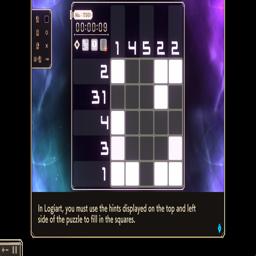 00:00:09
1 4 5 2 2
2
3 1
4
3
1
In Logiart, you must use the hints displayed on the top and left
side of the puzzle to fill in the squares.